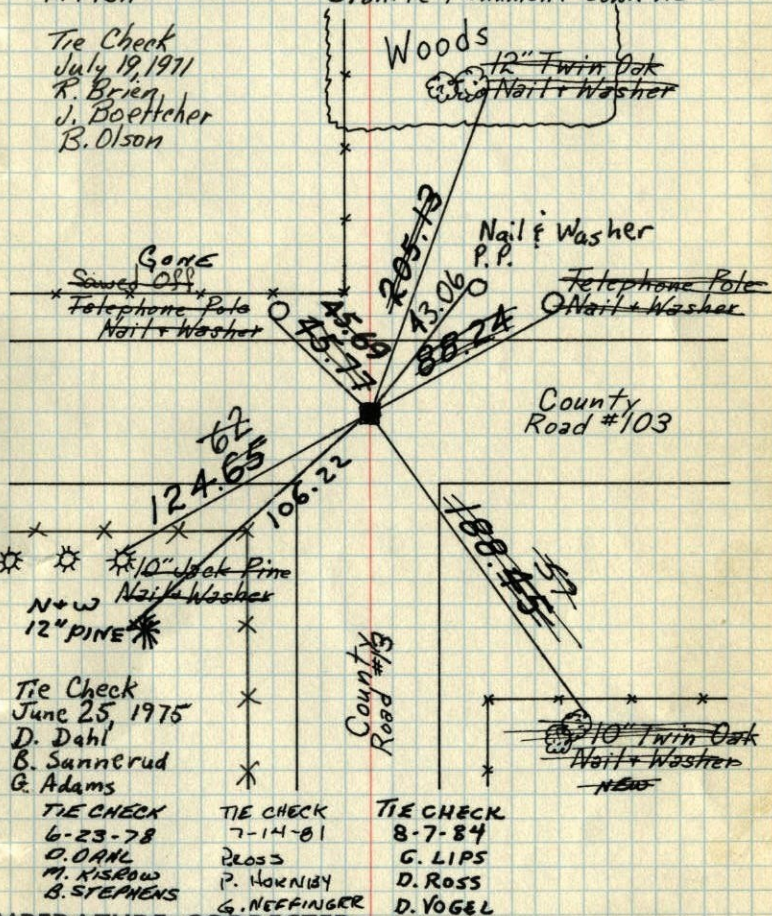 Tie Check
July 19, 1971
R. Brien
J. Boettcher
B. Olson
Woods
12" Twin Oak
Nail + Washer
205.13
Nail & Washer
P.P.
43.06
Telephone Pole
Nail + Washer
88.24
GONE
Sawed Off
Telephone Pole
Nail + Washer
45.69
45.77
County
Road #103
62
124.65
106.22
10" Jack Pine
Nail + Washer
N+W
12" PINE
188.45
57
County
Road #13
10" Twin Oak
Nail + Washer
NEW
Tie Check
June 25, 1975
D. Dahl
B. Sannerud
G. Adams
TIE CHECK
6-23-78
D. DAHL
M. KISROW
B. STEPHENS
TIE CHECK
7-14-81
P. HORNIBY
G. NEFFINGER
TIE CHECK
8-7-84
G. LIPS
D. ROSS
D. VOGEL